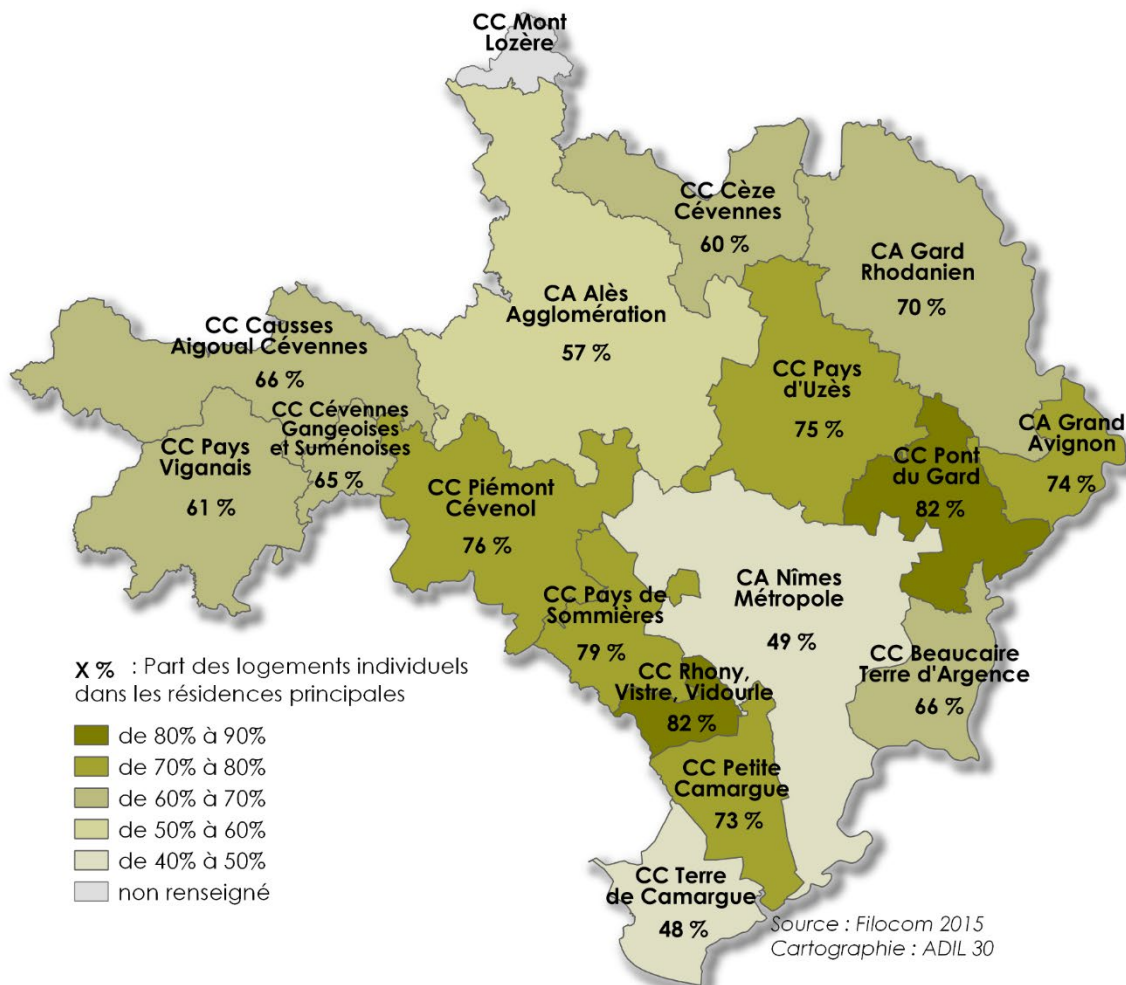 CC Mont
Lozère
CC Cèze
Cévennes
60 %
CA Gard
Rhodanien
70 %
CA Alès
Agglomération
57 %
CC Causses
Aigoual Cévennes
66 %
CC Pays
d'Uzès
75 %
CC Cévennes
Gangeoises
et Suménoises
65 %
CA Grand
Avignon
74 %
CC Pays
Viganais
61 %
CC Pont
du Gard
82 %
CC Piémont
Cévenol
76 %
CA Nîmes
Métropole
49 %
CC Pays de
Sommières
79 %
CC Beaucaire
Terre d'Argence
66 %
CC Rhony,
Vistre, Vidourle
82 %
CC Petite
Camargue
73 %
CC Terre
de Camargue
48 %
X % : Part des logements individuels
dans les résidences principales
de 80% à 90%
de 70% à 80%
de 60% à 70%
de 50% à 60%
de 40% à 50%
non renseigné
Source : Filocom 2015
Cartographie : ADIL 30